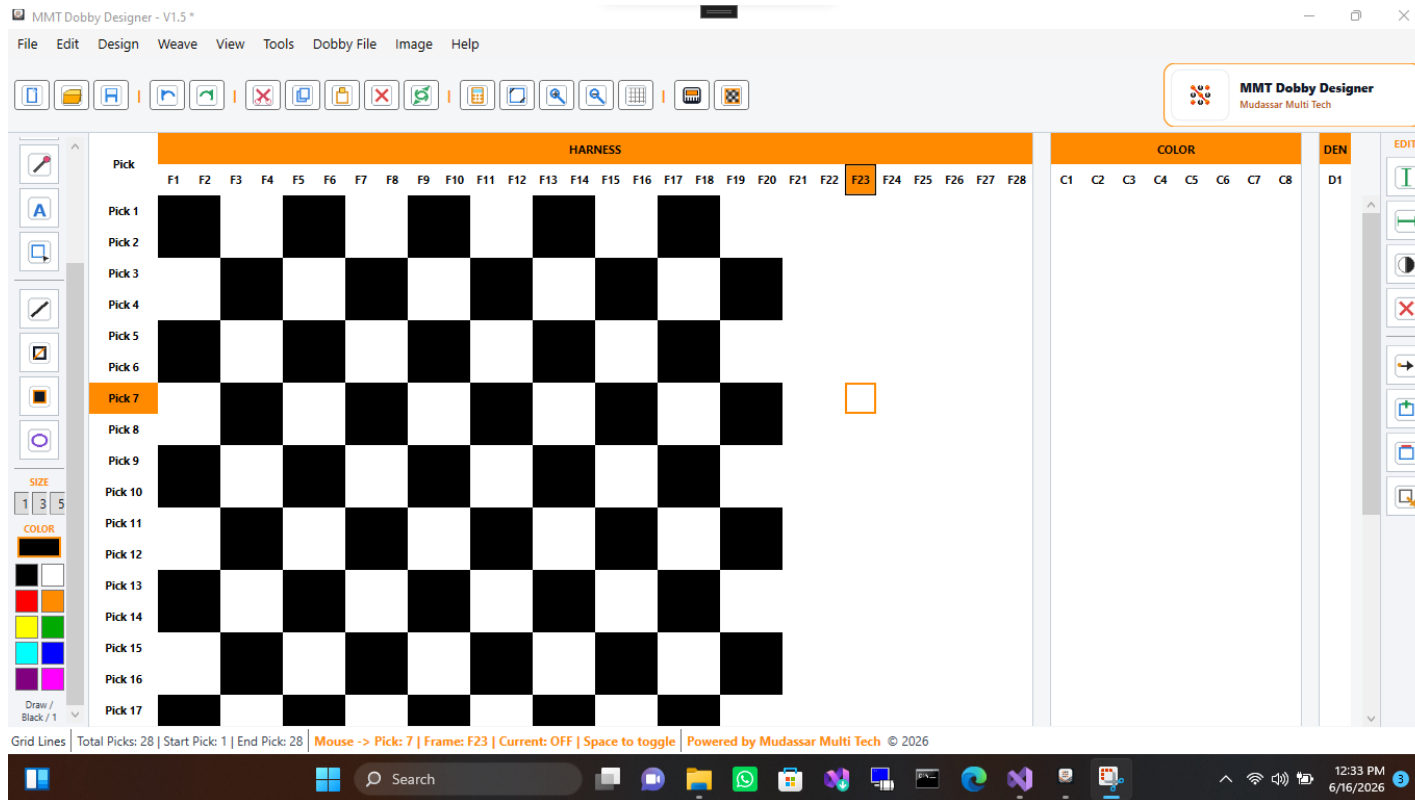 MMT Dobby Designer - V1.5 *
File Edit Design Weave View Tools Dobby File Image Help
MMT Dobby Designer
Mudassar Multi Tech
Pick HARNESS COLOR DEN EDIT
F1 F2 F3 F4 F5 F6 F7 F8 F9 F10 F11 F12 F13 F14 F15 F16 F17 F18 F19 F20 F21 F22 F23 F24 F25 F26 F27 F28 C1 C2 C3 C4 C5 C6 C7 C8 D1
Pick 1
Pick 2
Pick 3
Pick 4
Pick 5
Pick 6
Pick 7
Pick 8
Pick 9
Pick 10
Pick 11
Pick 12
Pick 13
Pick 14
Pick 15
Pick 16
Pick 17
A
SIZE
1 3 5
COLOR
Draw /
Black / 1
Grid Lines Total Picks: 28 | Start Pick: 1 | End Pick: 28 Mouse -> Pick: 7 | Frame: F23 | Current: OFF | Space to toggle Powered by Mudassar Multi Tech © 2026
Search
12:33 PM
6/16/2026
3